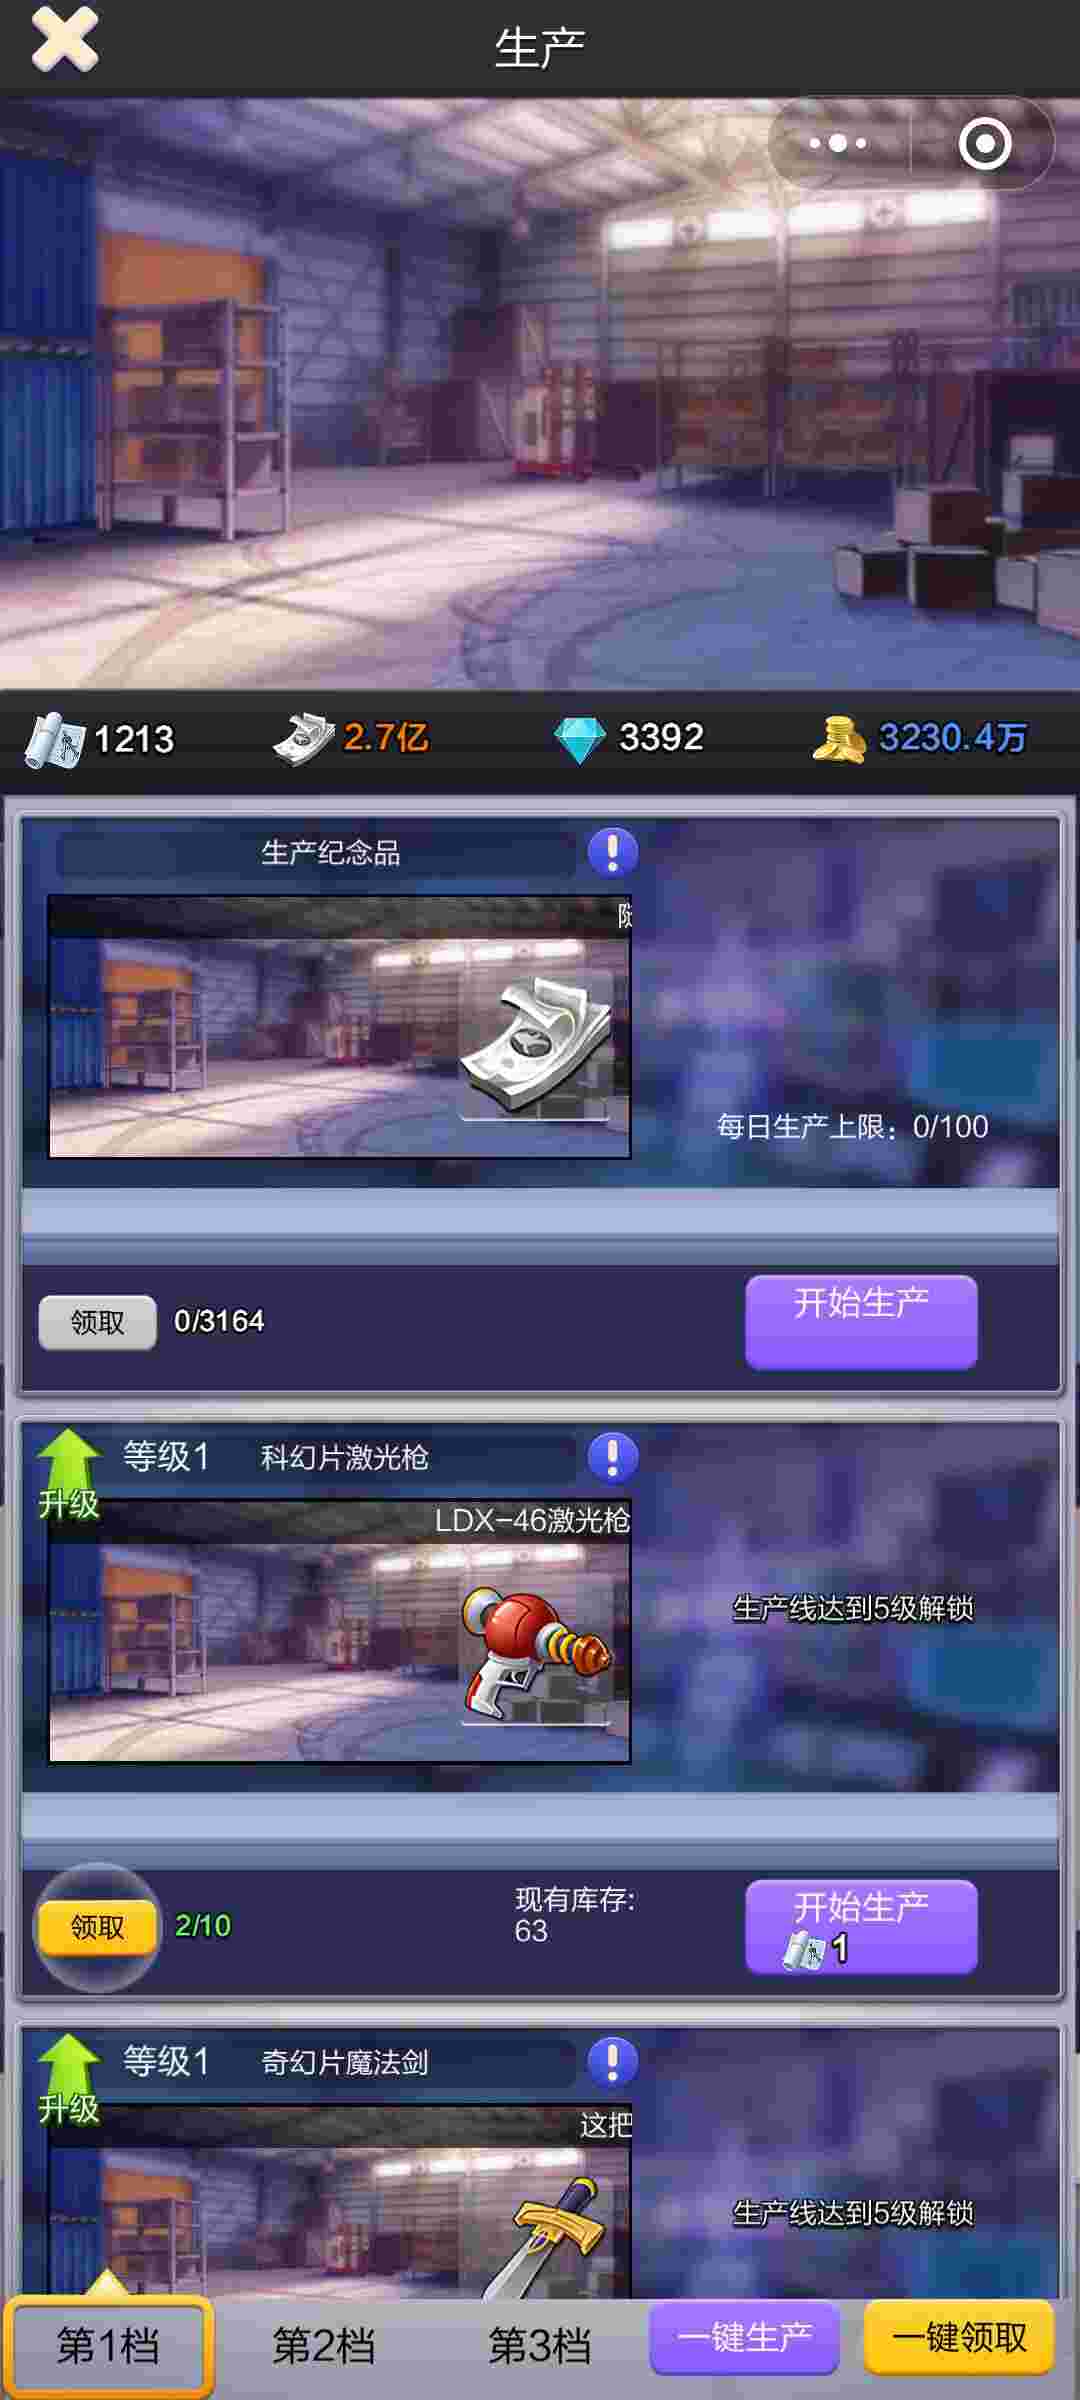 生产
1213
2.7亿
3392
3230.4万
生产纪念品
每日生产上限：0/100
领取
0/3164
开始生产
升级
等级1
科幻片激光枪
LDX-46激光枪
生产线达到5级解锁
领取
2/10
现有库存:
63
开始生产
1
升级
等级1
奇幻片魔法剑
这把
生产线达到5级解锁
第1档
第2档
第3档
一键生产
一键领取